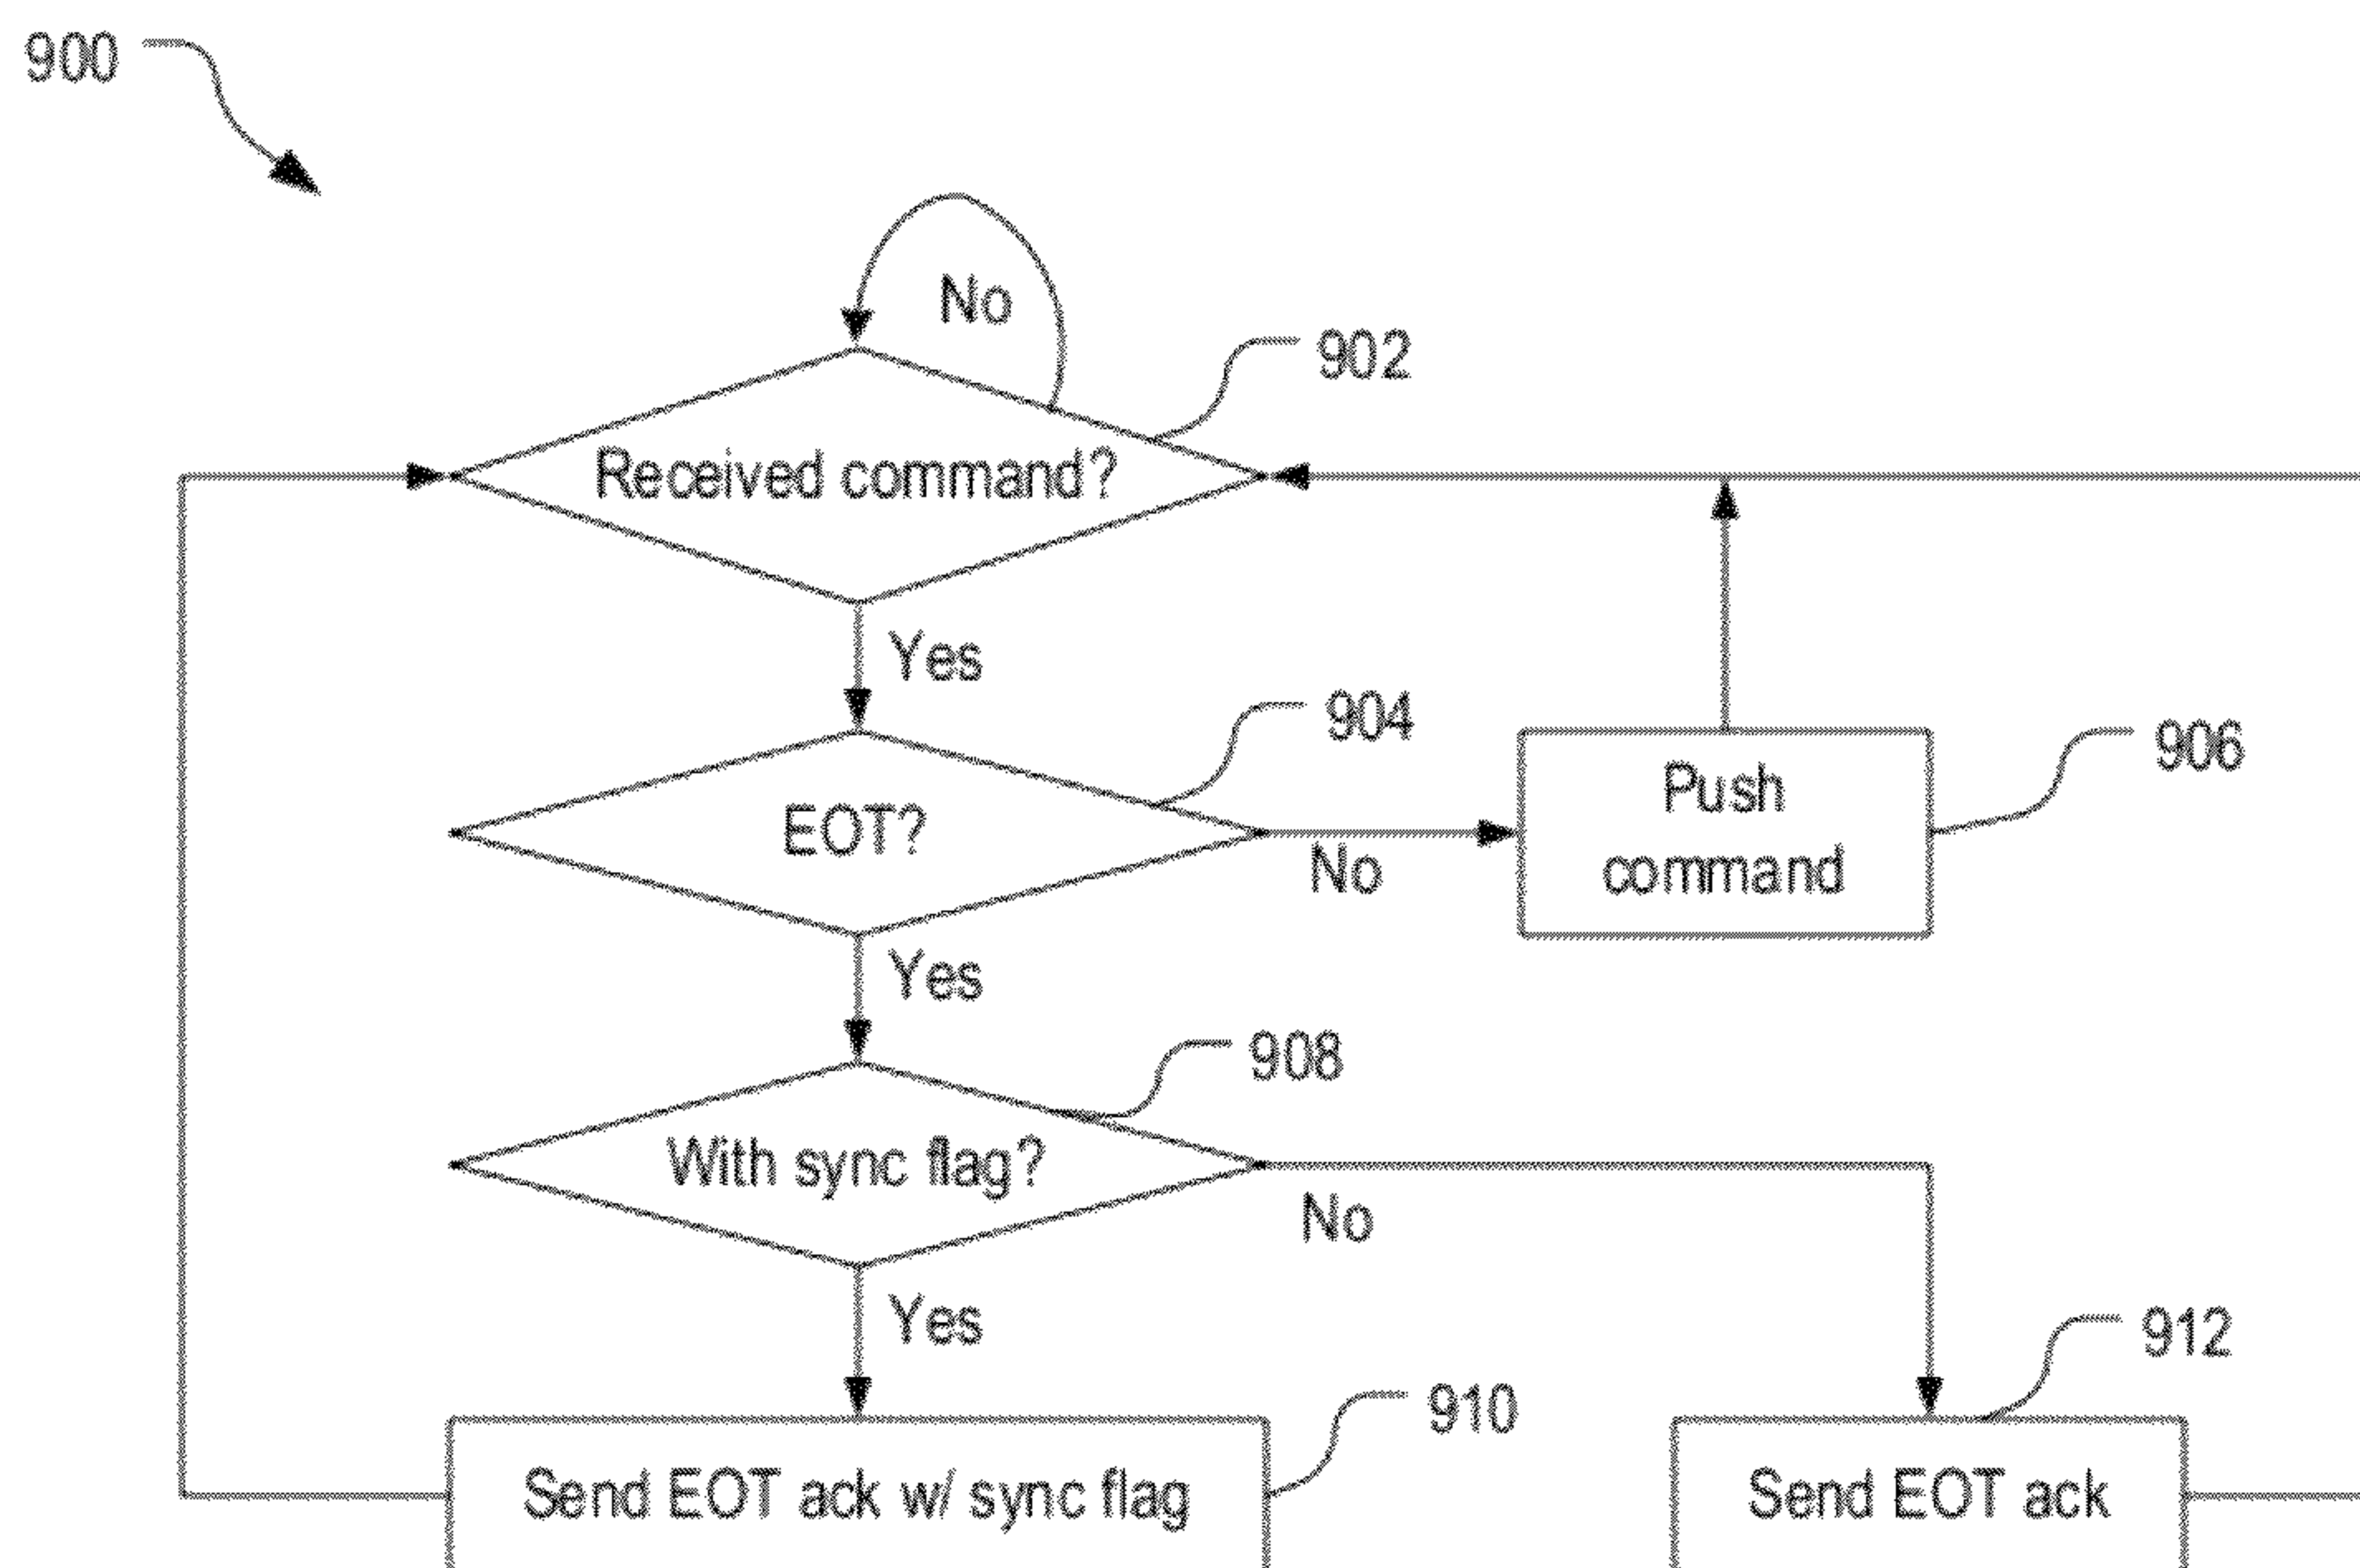 900
No
902
Received command?
Yes
904
906
Push
command
EOT?
No
Yes
908
With sync flag?
No
Yes
912
910
Send EOT ack w/ sync flag
Send EOT ack